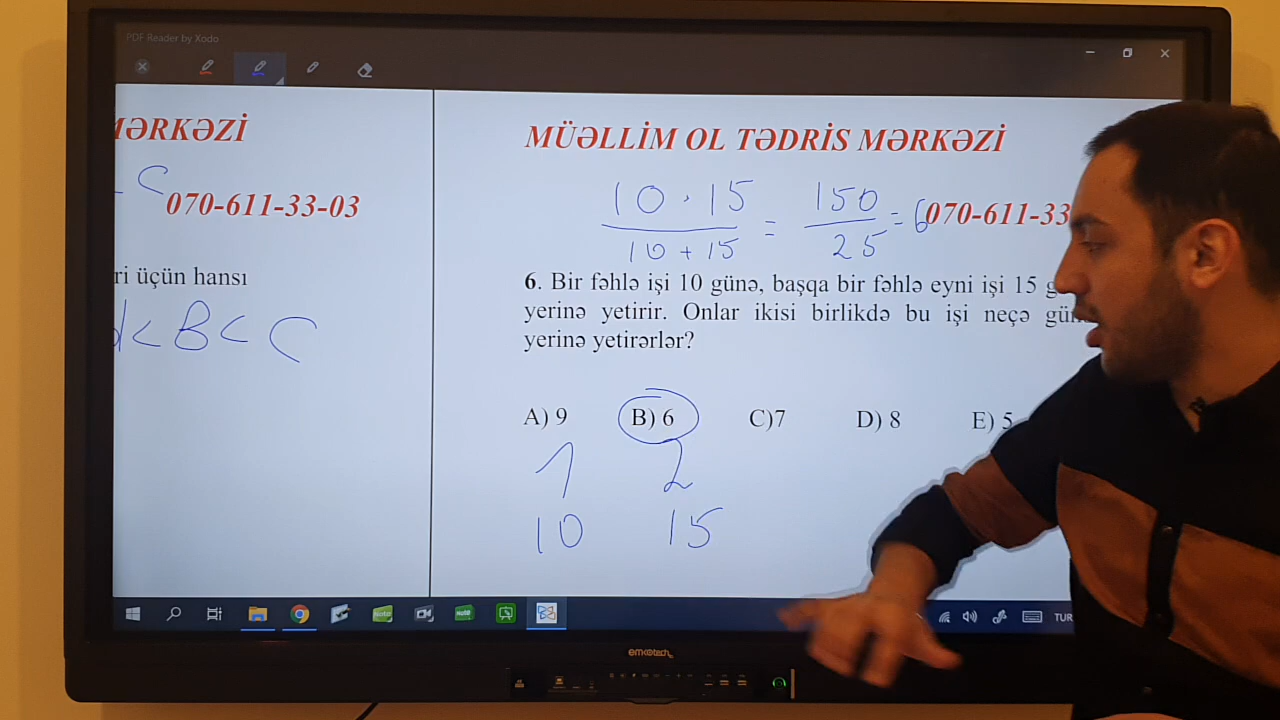 PDF Reader by Xodo
MƏRKƏZİ
C
070-611-33-03
ri üçün hansı
< B < C
MÜƏLLİM OL TƏDRİS MƏRKƏZİ
10 · 15 / 10 + 15 = 150 / 25 = 6
070-611-33
6. Bir fəhlə işi 10 günə, başqa bir fəhlə eyni işi 15
yerinə yetirir. Onlar ikisi birlikdə bu işi neçə
yerinə yetirərlər?
A) 9 B) 6 C)7 D) 8 E) 5
1 2
10 15
TUR
emootech